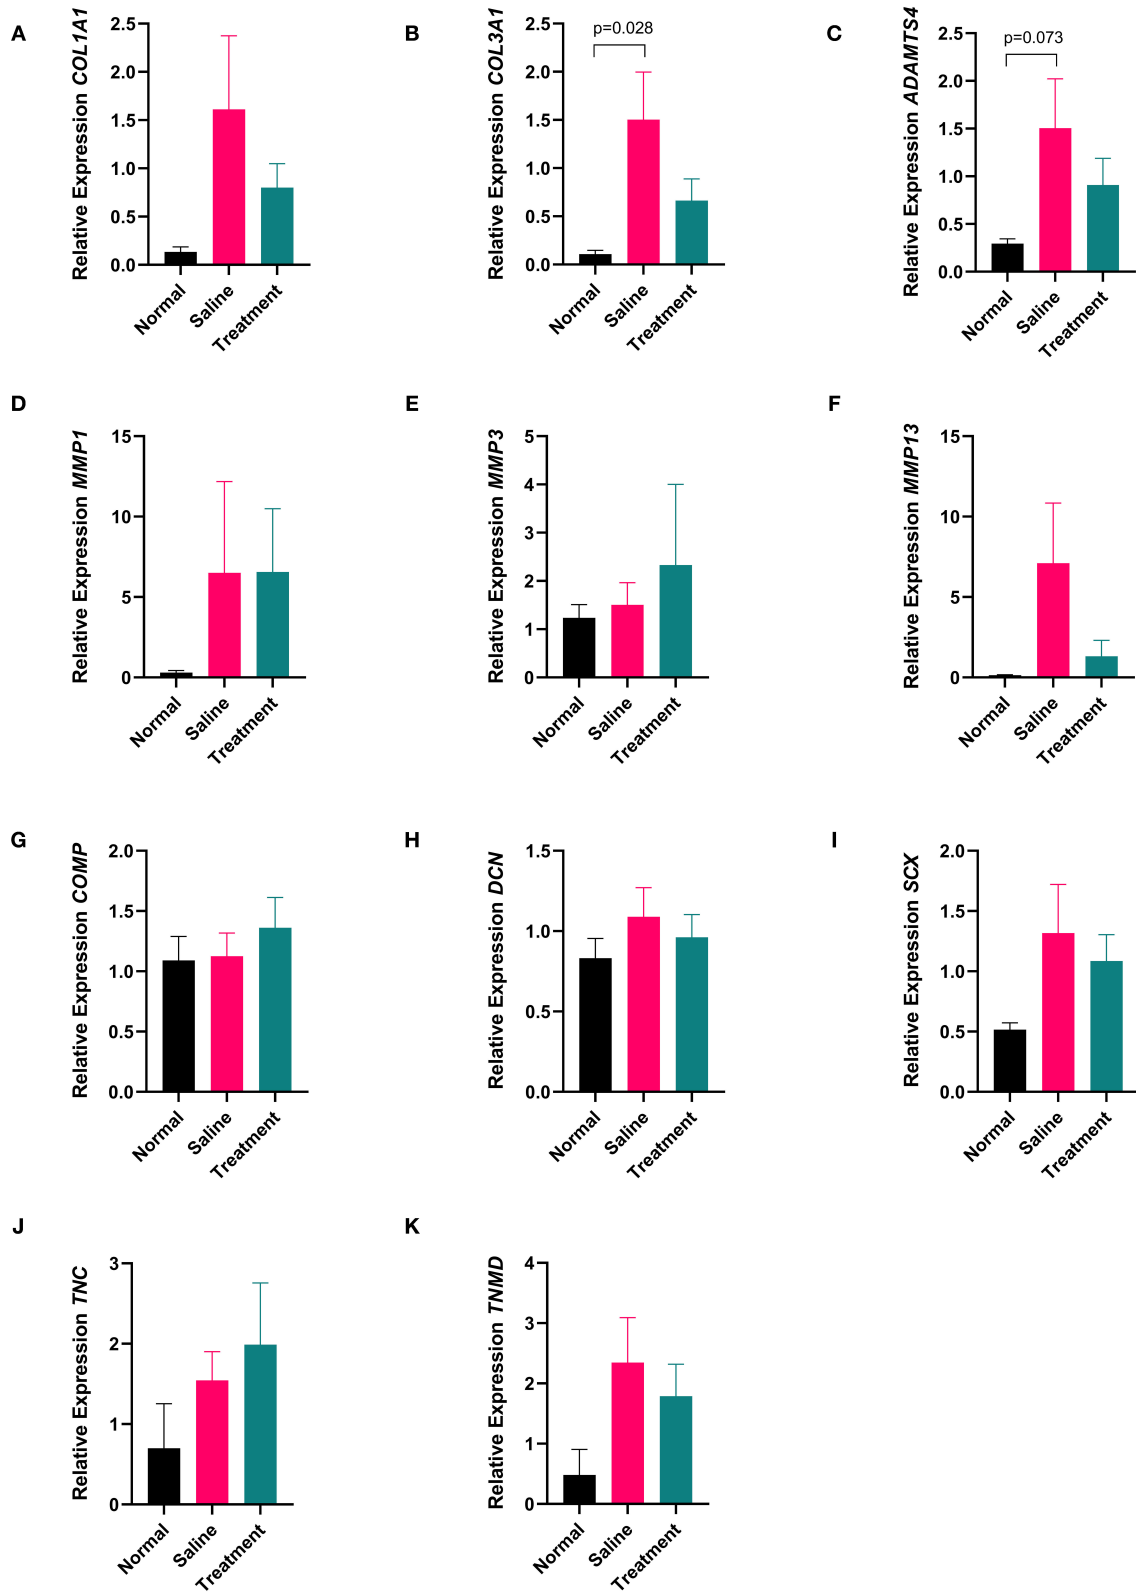 A
Relative Expression COL1A1
2.5
2.0
1.5
1.0
0.5
0.0
Normal
Saline
Treatment
B
Relative Expression COL3A1
2.5
2.0
1.5
1.0
0.5
0.0
p=0.028
Normal
Saline
Treatment
C
Relative Expression ADAMTS4
2.5
2.0
1.5
1.0
0.5
0.0
p=0.073
Normal
Saline
Treatment
D
Relative Expression MMP1
15
10
5
0
Normal
Saline
Treatment
E
Relative Expression MMP3
5
4
3
2
1
0
Normal
Saline
Treatment
F
Relative Expression MMP13
15
10
5
0
Normal
Saline
Treatment
G
Relative Expression COMP
2.0
1.5
1.0
0.5
0.0
Normal
Saline
Treatment
H
Relative Expression DCN
1.5
1.0
0.5
0.0
Normal
Saline
Treatment
I
Relative Expression SCX
2.0
1.5
1.0
0.5
0.0
Normal
Saline
Treatment
J
Relative Expression TNC
3
2
1
0
Normal
Saline
Treatment
K
Relative Expression TNMD
4
3
2
1
0
Normal
Saline
Treatment